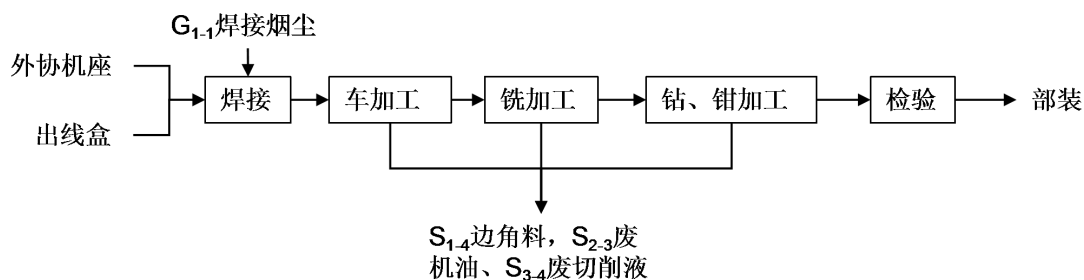 G1-1焊接烟尘
外协机座
出线盒
焊接
车加工
铣加工
钻、钳加工
检验
部装
S1-4边角料，S2-3废
机油、S3-4废切削液